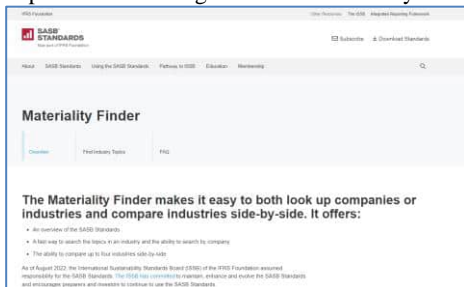 IFRS Foundation
Other Resources The ISSB Integrated Reporting Framework
SASB
STANDARDS
Subscribe Download Standards
About SASB Standards Using the SASB Standards Pathway to ISSB Education Membership
Materiality Finder
Overview Find Industry Topics FAQ
The Materiality Finder makes it easy to both look up companies or
industries and compare industries side-by-side. It offers:
• An overview of the SASB Standards
• A fast way to search the topics in an industry and the ability to search by company
• The ability to compare up to four industries side-by-side
As of August 2022, the International Sustainability Standards Board (ISSB) of the IFRS Foundation assumed
responsibility for the SASB Standards. The ISSB has committed to maintain, enhance and evolve the SASB Standards
and encourages preparers and investors to continue to use the SASB Standards.